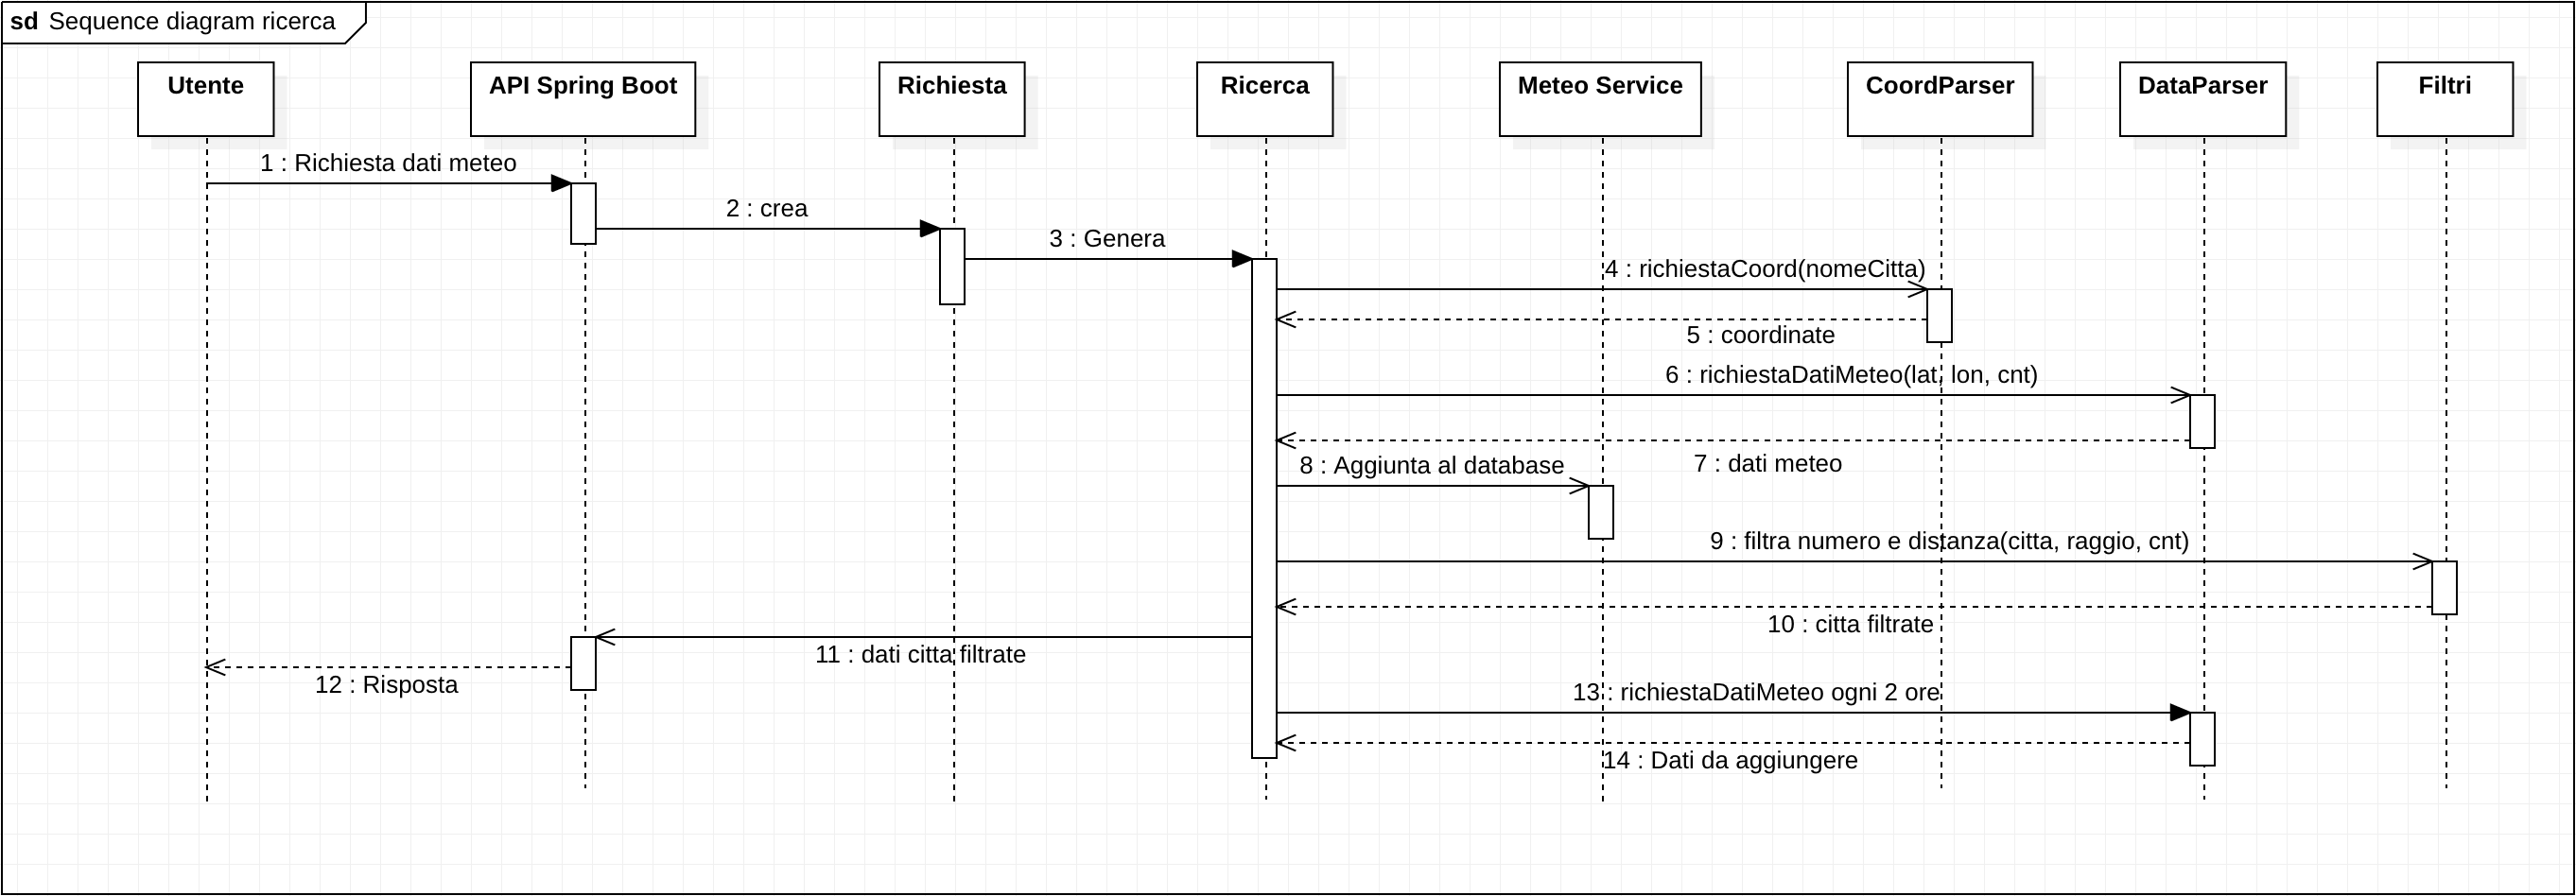 sd Sequence diagram ricerca
Utente
API Spring Boot
Richiesta
Ricerca
Meteo Service
CoordParser
DataParser
Filtri
1 : Richiesta dati meteo
2 : crea
3 : Genera
4 : richiestaCoord(nomeCitta)
5 : coordinate
6 : richiestaDatiMeteo(lat, lon, cnt)
7 : dati meteo
8 : Aggiunta al database
9 : filtra numero e distanza(citta, raggio, cnt)
10 : citta filtrate
11 : dati citta filtrate
12 : Risposta
13 : richiestaDatiMeteo ogni 2 ore
14 : Dati da aggiungere